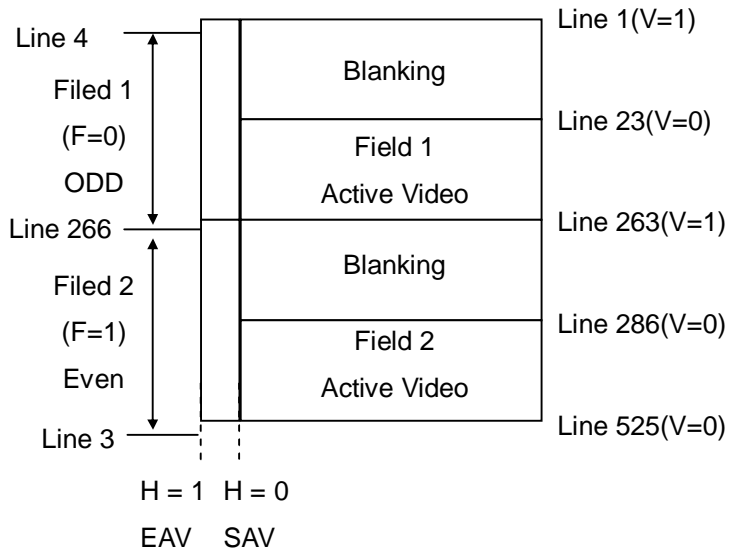 Line 4
Filed 1
(F=0)
ODD
Line 266
Filed 2
(F=1)
Even
Line 3
Blanking
Field 1
Active Video
Blanking
Field 2
Active Video
Line 1(V=1)
Line 23(V=0)
Line 263(V=1)
Line 286(V=0)
Line 525(V=0)
H = 1 H = 0
EAV SAV